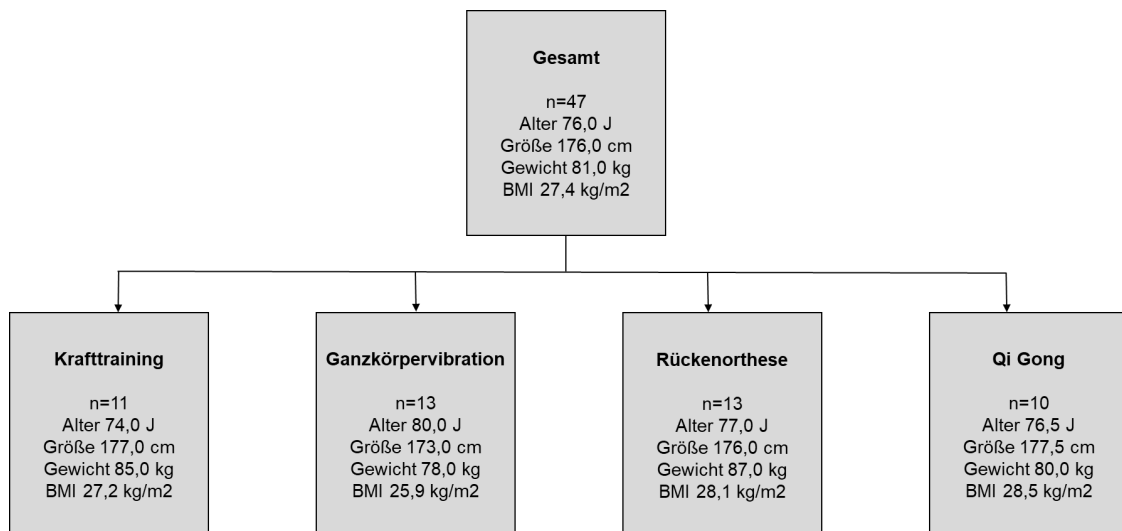 Gesamt
n=47
Alter 76,0 J
Größe 176,0 cm
Gewicht 81,0 kg
BMI 27,4 kg/m2
Krafttraining
n=11
Alter 74,0 J
Größe 177,0 cm
Gewicht 85,0 kg
BMI 27,2 kg/m2
Ganzkörpervibration
n=13
Alter 80,0 J
Größe 173,0 cm
Gewicht 78,0 kg
BMI 25,9 kg/m2
Rückenorthese
n=13
Alter 77,0 J
Größe 176,0 cm
Gewicht 87,0 kg
BMI 28,1 kg/m2
Qi Gong
n=10
Alter 76,5 J
Größe 177,5 cm
Gewicht 80,0 kg
BMI 28,5 kg/m2